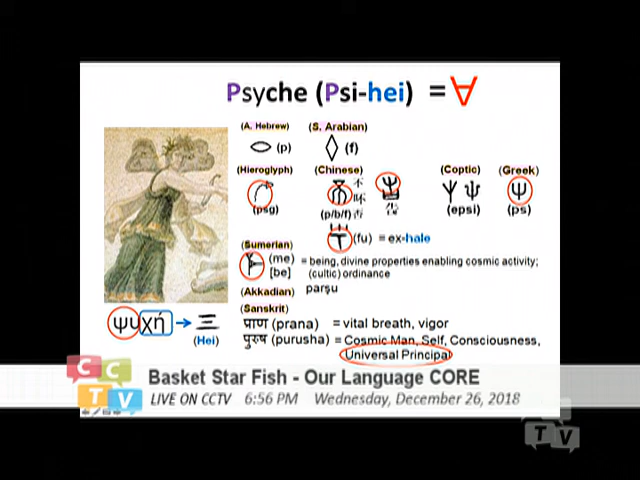 Psyche (Psi-hei) = ∀
(A. Hebrew) (S. Arabian)
(p) (f)
(Hieroglyph) (Chinese) (Coptic) (Greek)
不
Ψ ψ Ψ
(psg) (p/b/f) 否 (epsi) (ps)
(fu) = ex-hale
(Sumerian)
(me) = being, divine properties enabling cosmic activity;
[be] (cultic) ordinance
(Akkadian) parşu
(Sanskrit)
ψυχή → 三 प्राण (prana) = vital breath, vigor
(Hei) पुरुष (purusha) = Cosmic Man, Self, Consciousness,
Universal Principal
CCTV
Basket Star Fish - Our Language CORE
LIVE ON CCTV 6:56 PM Wednesday, December 26, 2018
TV